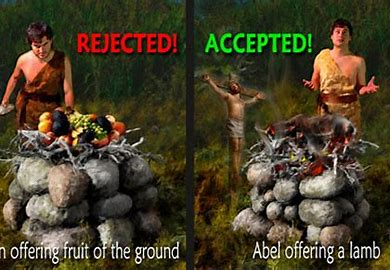 REJECTED!
ACCEPTED!
n offering fruit of the ground
Abel offering a lamb